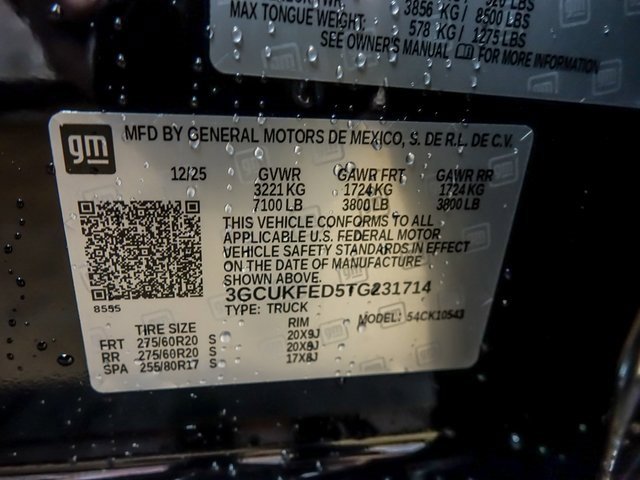 3856 KG / 8500 LBS
MAX TONGUE WEIGHT 578 KG / 1275 LBS
SEE OWNER'S MANUAL FOR MORE INFORMATION
gm
MFD BY GENERAL MOTORS DE MEXICO, S. DE R.L. DE C.V.
12/25 GVWR GAWR FRT GAWR RR
3221 KG 1724 KG 1724 KG
7100 LB 3800 LB 3800 LB
THIS VEHICLE CONFORMS TO ALL
APPLICABLE U.S. FEDERAL MOTOR
VEHICLE SAFETY STANDARDS IN EFFECT
ON THE DATE OF MANUFACTURE
SHOWN ABOVE.
3GCUKFED5TG231714
8595
TYPE: TRUCK MODEL: 54CK10543
TIRE SIZE RIM
FRT 275/60R20 S 20X9J
RR 275/60R20 S 20X9J
SPA 255/80R17 S 17X8J